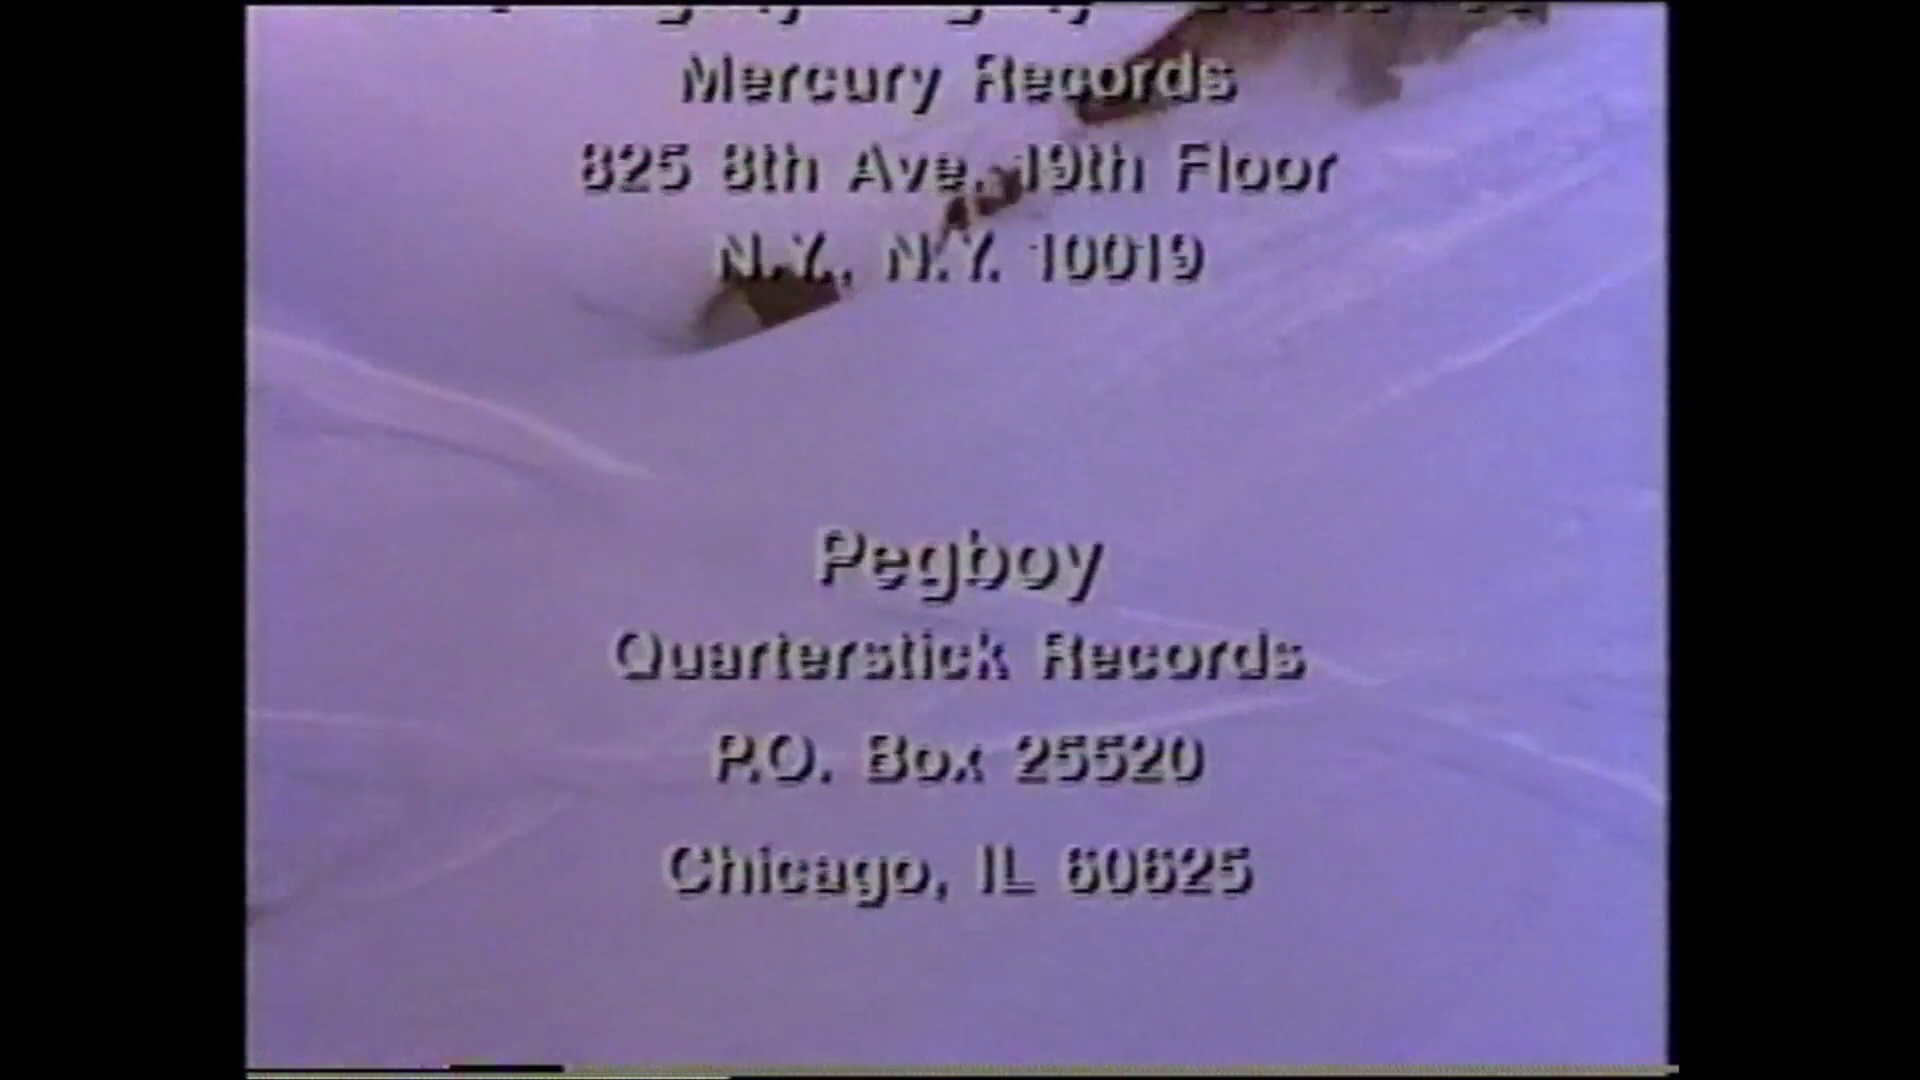 Mercury Records
825 8th Ave, 19th Floor
N.Y., N.Y. 10019
Pegboy
Quarterstick Records
P.O. Box 25520
Chicago, IL 60625